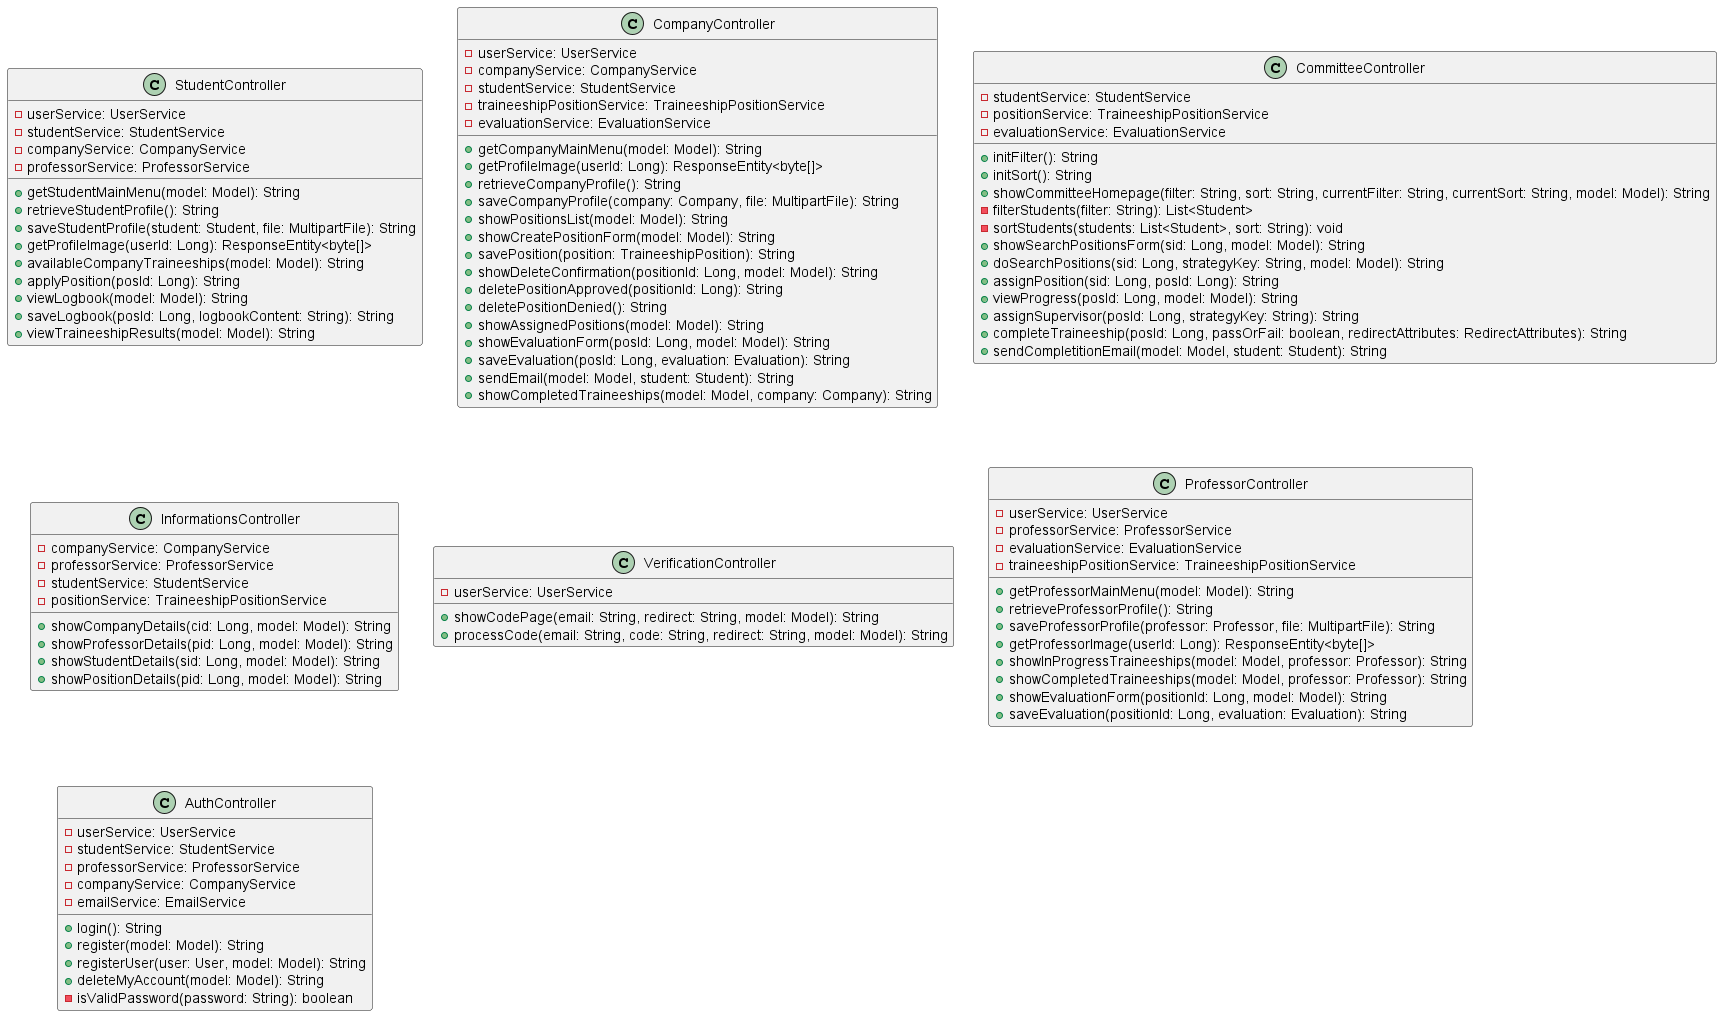 StudentController
userService: UserService
studentService: StudentService
companyService: CompanyService
professorService: ProfessorService
getStudentMainMenu(model: Model): String
retrieveStudentProfile(): String
saveStudentProfile(student: Student, file: MultipartFile): String
getProfileImage(userId: Long): ResponseEntity<byte[]>
availableCompanyTraineeships(model: Model): String
applyPosition(posId: Long): String
viewLogbook(model: Model): String
saveLogbook(posId: Long, logbookContent: String): String
viewTraineeshipResults(model: Model): String
CompanyController
userService: UserService
companyService: CompanyService
studentService: StudentService
traineeshipPositionService: TraineeshipPositionService
evaluationService: EvaluationService
getCompanyMainMenu(model: Model): String
getProfileImage(userId: Long): ResponseEntity<byte[]>
retrieveCompanyProfile(): String
saveCompanyProfile(company: Company, file: MultipartFile): String
showPositionsList(model: Model): String
showCreatePositionForm(model: Model): String
savePosition(position: TraineeshipPosition): String
showDeleteConfirmation(positionId: Long, model: Model): String
deletePositionApproved(positionId: Long): String
deletePositionDenied(): String
showAssignedPositions(model: Model): String
showEvaluationForm(posId: Long, model: Model): String
saveEvaluation(posId: Long, evaluation: Evaluation): String
sendEmail(model: Model, student: Student): String
showCompletedTraineeships(model: Model, company: Company): String
CommitteeController
studentService: StudentService
positionService: TraineeshipPositionService
evaluationService: EvaluationService
initFilter(): String
initSort(): String
showCommitteeHomepage(filter: String, sort: String, currentFilter: String, currentSort: String, model: Model): String
filterStudents(filter: String): List<Student>
sortStudents(students: List<Student>, sort: String): void
showSearchPositionsForm(sid: Long, model: Model): String
doSearchPositions(sid: Long, strategyKey: String, model: Model): String
assignPosition(sid: Long, posId: Long): String
viewProgress(posId: Long, model: Model): String
assignSupervisor(posId: Long, strategyKey: String): String
completeTraineeship(posId: Long, passOrFail: boolean, redirectAttributes: RedirectAttributes): String
sendCompletitionEmail(model: Model, student: Student): String
InformationsController
companyService: CompanyService
professorService: ProfessorService
studentService: StudentService
positionService: TraineeshipPositionService
showCompanyDetails(cid: Long, model: Model): String
showProfessorDetails(pid: Long, model: Model): String
showStudentDetails(sid: Long, model: Model): String
showPositionDetails(pid: Long, model: Model): String
VerificationController
userService: UserService
showCodePage(email: String, redirect: String, model: Model): String
processCode(email: String, code: String, redirect: String, model: Model): String
ProfessorController
userService: UserService
professorService: ProfessorService
evaluationService: EvaluationService
traineeshipPositionService: TraineeshipPositionService
getProfessorMainMenu(model: Model): String
retrieveProfessorProfile(): String
saveProfessorProfile(professor: Professor, file: MultipartFile): String
getProfessorImage(userId: Long): ResponseEntity<byte[]>
showInProgressTraineeships(model: Model, professor: Professor): String
showCompletedTraineeships(model: Model, professor: Professor): String
showEvaluationForm(positionId: Long, model: Model): String
saveEvaluation(positionId: Long, evaluation: Evaluation): String
AuthController
userService: UserService
studentService: StudentService
professorService: ProfessorService
companyService: CompanyService
emailService: EmailService
login(): String
register(model: Model): String
registerUser(user: User, model: Model): String
deleteMyAccount(model: Model): String
isValidPassword(password: String): boolean